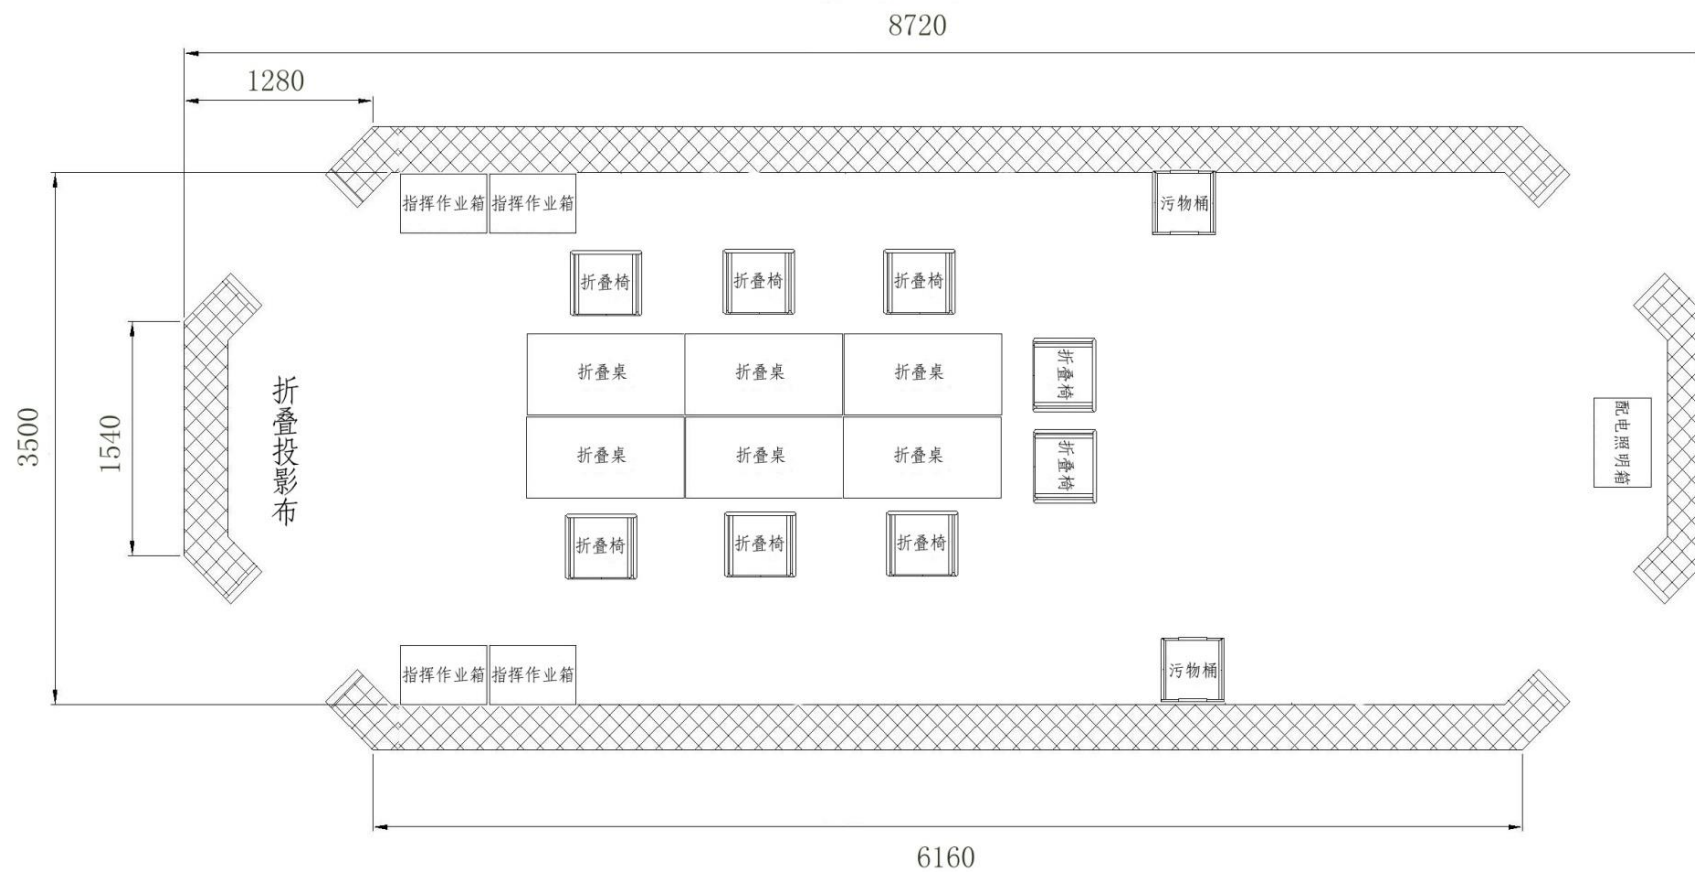 8720
1280
指挥作业箱 指挥作业箱 污物桶
折叠椅 折叠椅 折叠椅
折叠桌 折叠桌 折叠桌 折叠椅
折叠投影布
3500
1540
配电照明箱
折叠桌 折叠桌 折叠桌 折叠椅
折叠椅 折叠椅 折叠椅
指挥作业箱 指挥作业箱 污物桶
6160